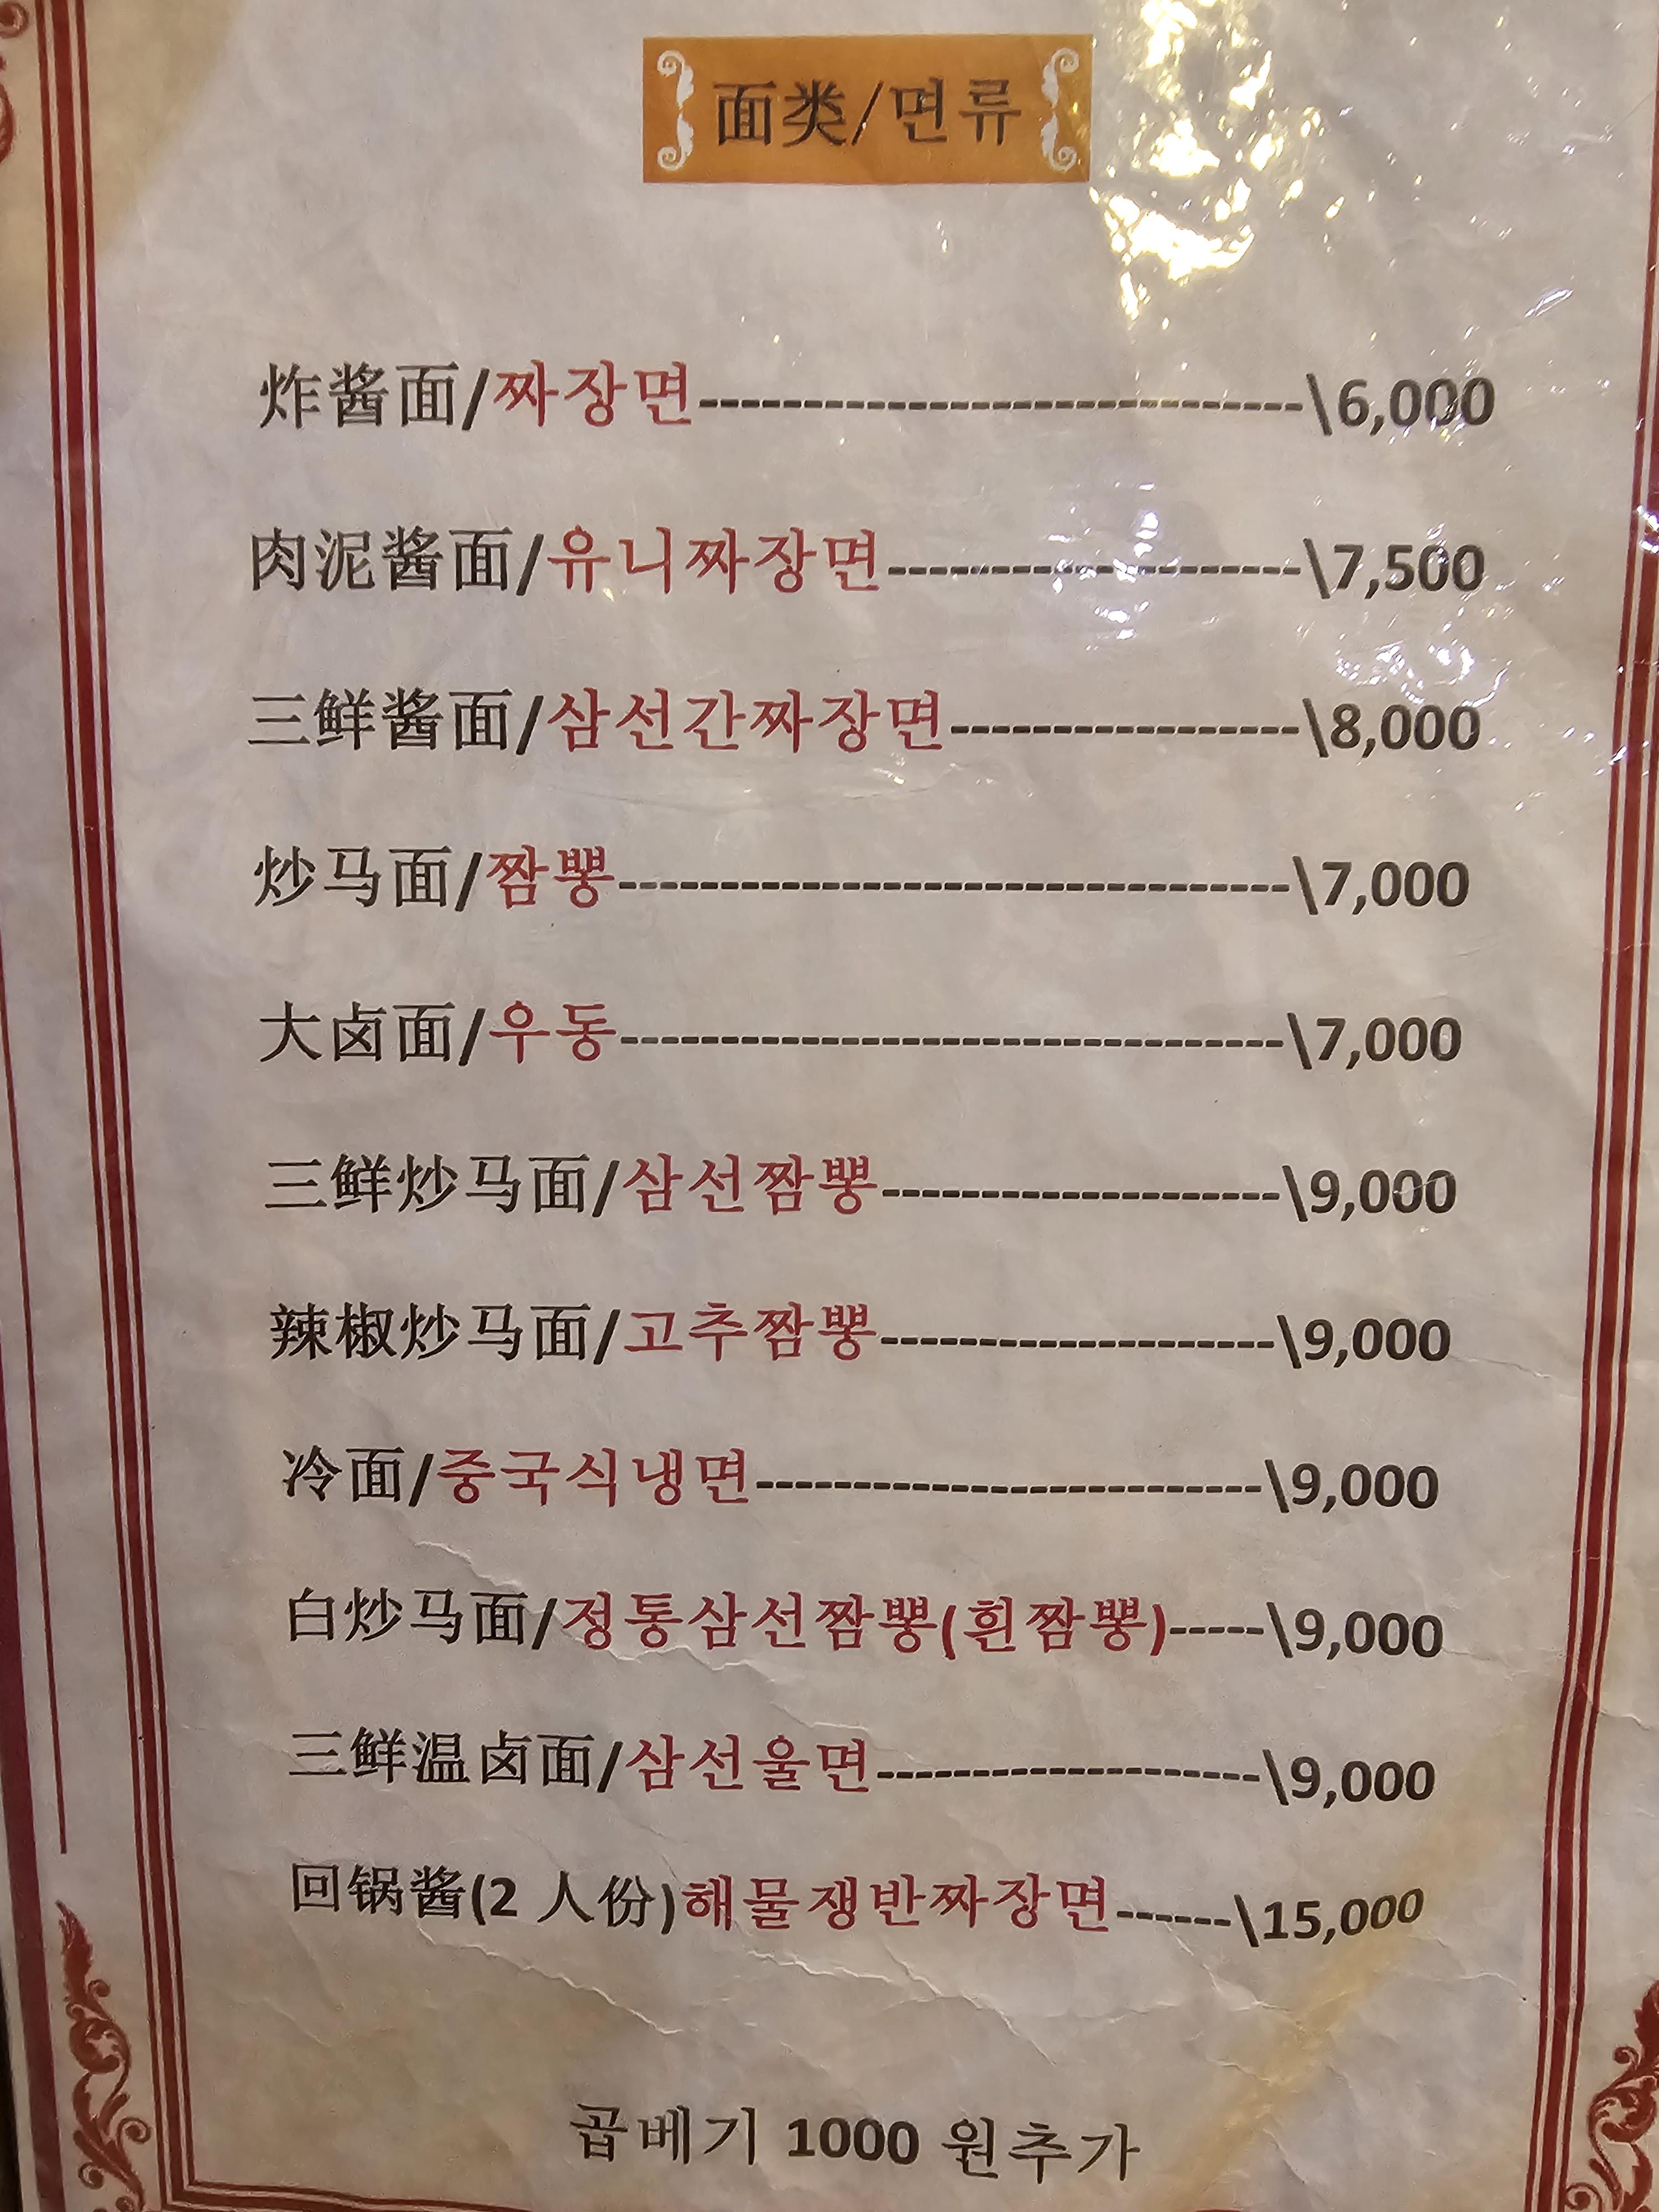 面类/면류
炸酱面/짜장면------------------------------\6,000
肉泥酱面/유니짜장면---------------------\7,500
三鲜酱面/삼선간짜장면-----------------\8,000
炒马面/짬뽕---------------------------------\7,000
大卤面/우동---------------------------------\7,000
三鲜炒马面/삼선짬뽕--------------------\9,000
辣椒炒马面/고추짬뽕--------------------\9,000
冷面/중국식냉면--------------------------\9,000
白炒马面/정통삼선짬뽕(흰짬뽕)-----\9,000
三鲜温卤面/삼선울면--------------------\9,000
回锅酱(2 人份)해물쟁반짜장면------\15,000
곱베기 1000 원추가